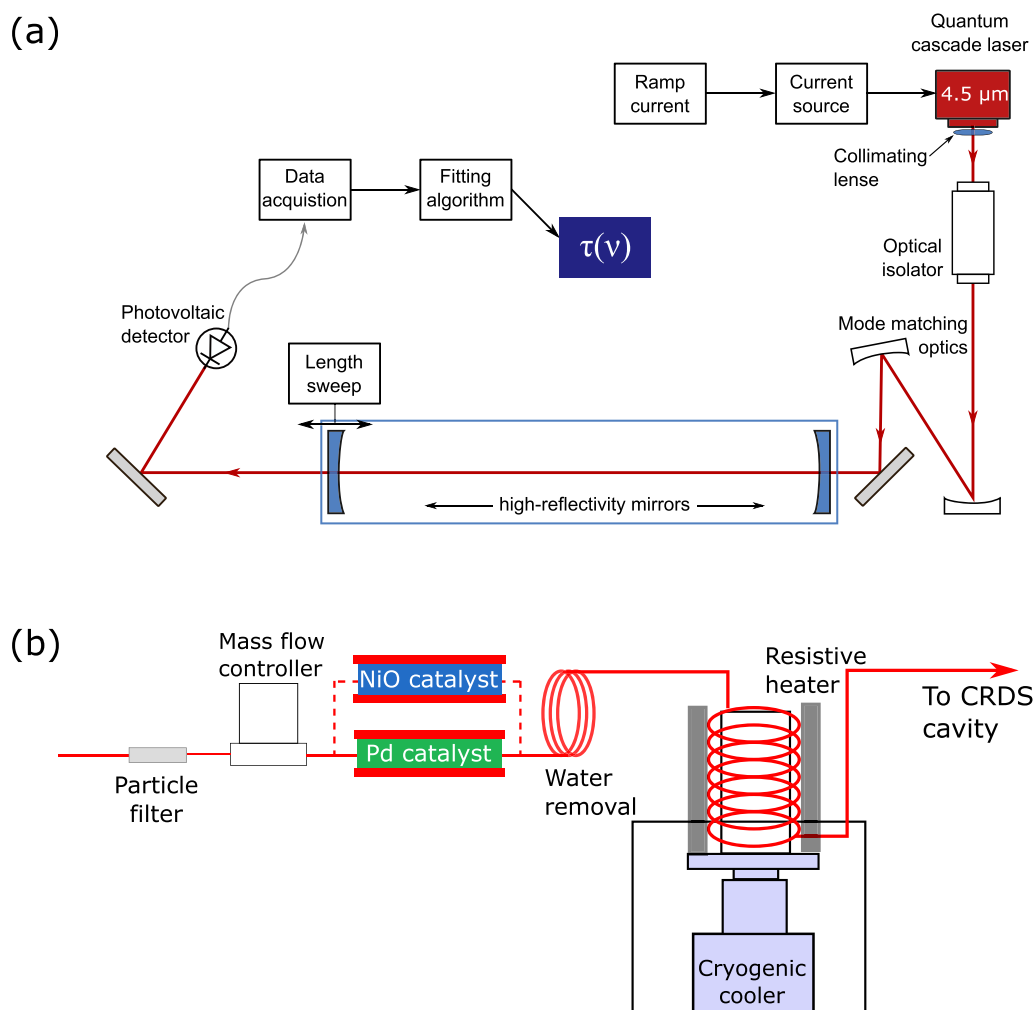 (a)
Quantum
cascade laser
4.5 µm
Ramp
current
Current
source
Collimating
lense
Data
acquistion
Fitting
algorithm
τ(ν)
Optical
isolator
Photovoltaic
detector
Mode matching
optics
Length
sweep
high-reflectivity mirrors
(b)
Mass flow
controller
NiO catalyst
Pd catalyst
Particle
filter
Water
removal
Resistive
heater
To CRDS
cavity
Cryogenic
cooler